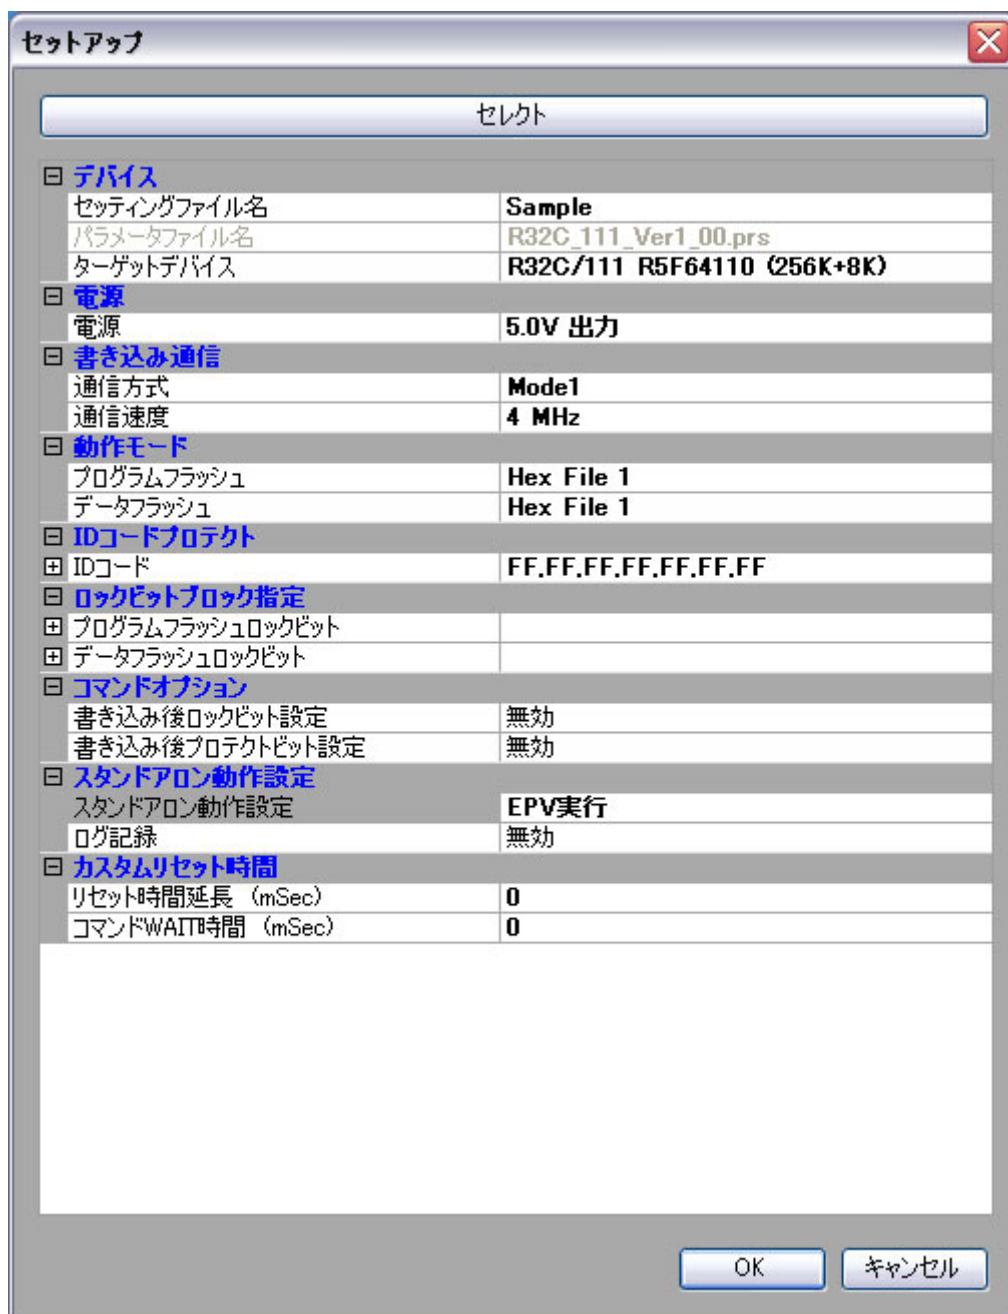 セットアップ
セレクト
デバイス
セッティングファイル名 Sample
パラメータファイル名 R32C_111_Ver1_00.prs
ターゲットデバイス R32C/111 R5F64110 (256K+8K)
電源
電源 5.0V 出力
書き込み通信
通信方式 Mode1
通信速度 4 MHz
動作モード
プログラムフラッシュ Hex File 1
データフラッシュ Hex File 1
IDコードプロテクト
IDコード FF.FF.FF.FF.FF.FF.FF
ロックビットブロック指定
プログラムフラッシュロックビット
データフラッシュロックビット
コマンドオプション
書き込み後ロックビット設定 無効
書き込み後プロテクトビット設定 無効
スタンドアロン動作設定
スタンドアロン動作設定 EPV実行
ログ記録 無効
カスタムリセット時間
リセット時間延長 (mSec) 0
コマンドWAIT時間 (mSec) 0
OK キャンセル